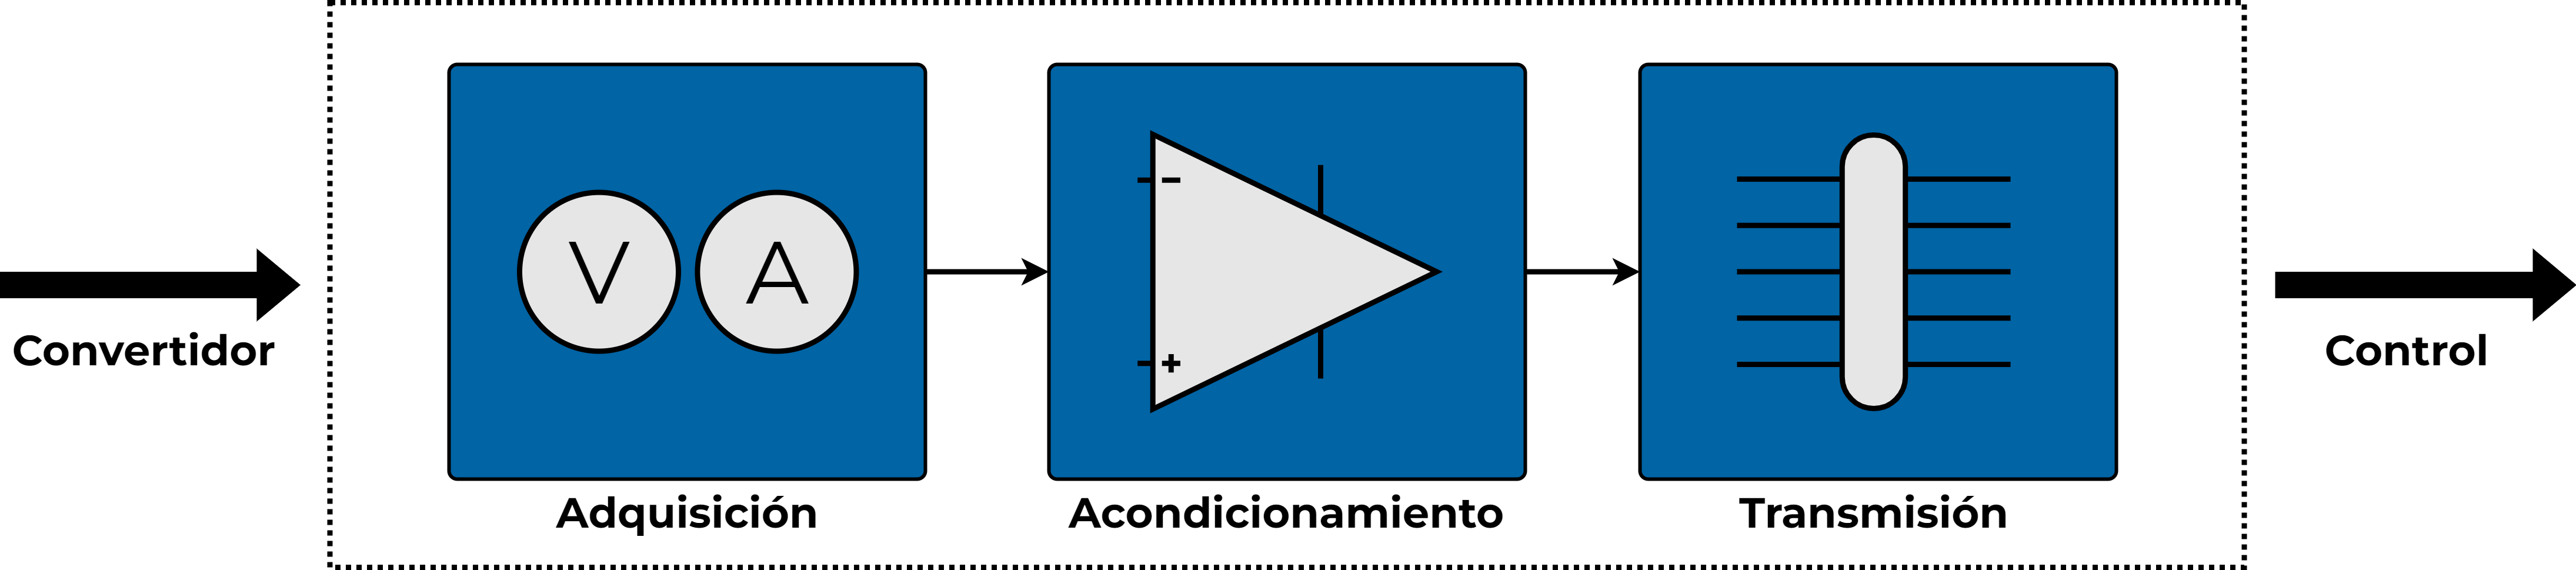 V
A
−
+
Convertidor
Control
Adquisición
Acondicionamiento
Transmisión